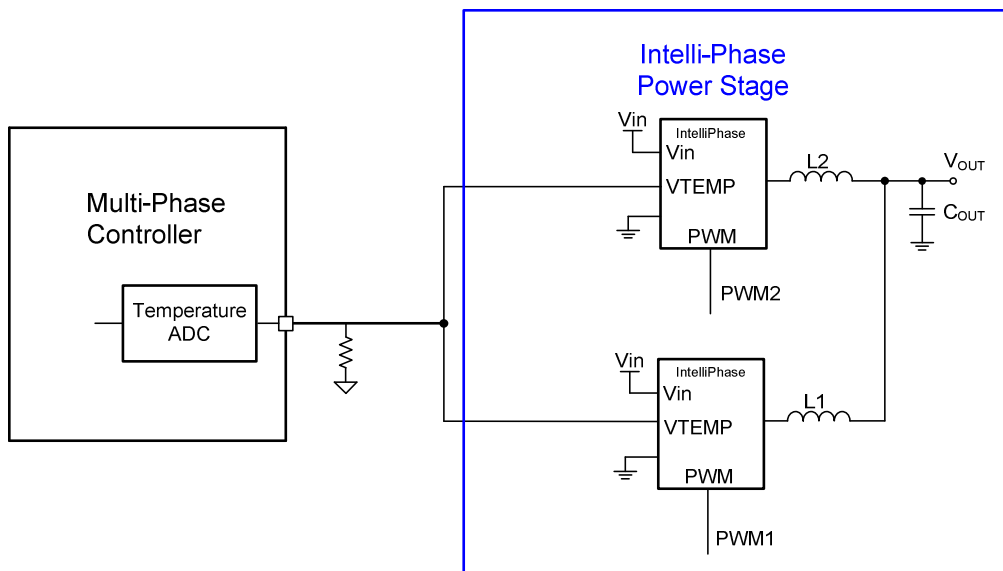 Intelli-Phase
Power Stage
Multi-Phase
Controller
Temperature
ADC
Vin
IntelliPhase
Vin
VTEMP
PWM
PWM2
L2
VOUT
COUT
Vin
IntelliPhase
Vin
VTEMP
PWM
PWM1
L1